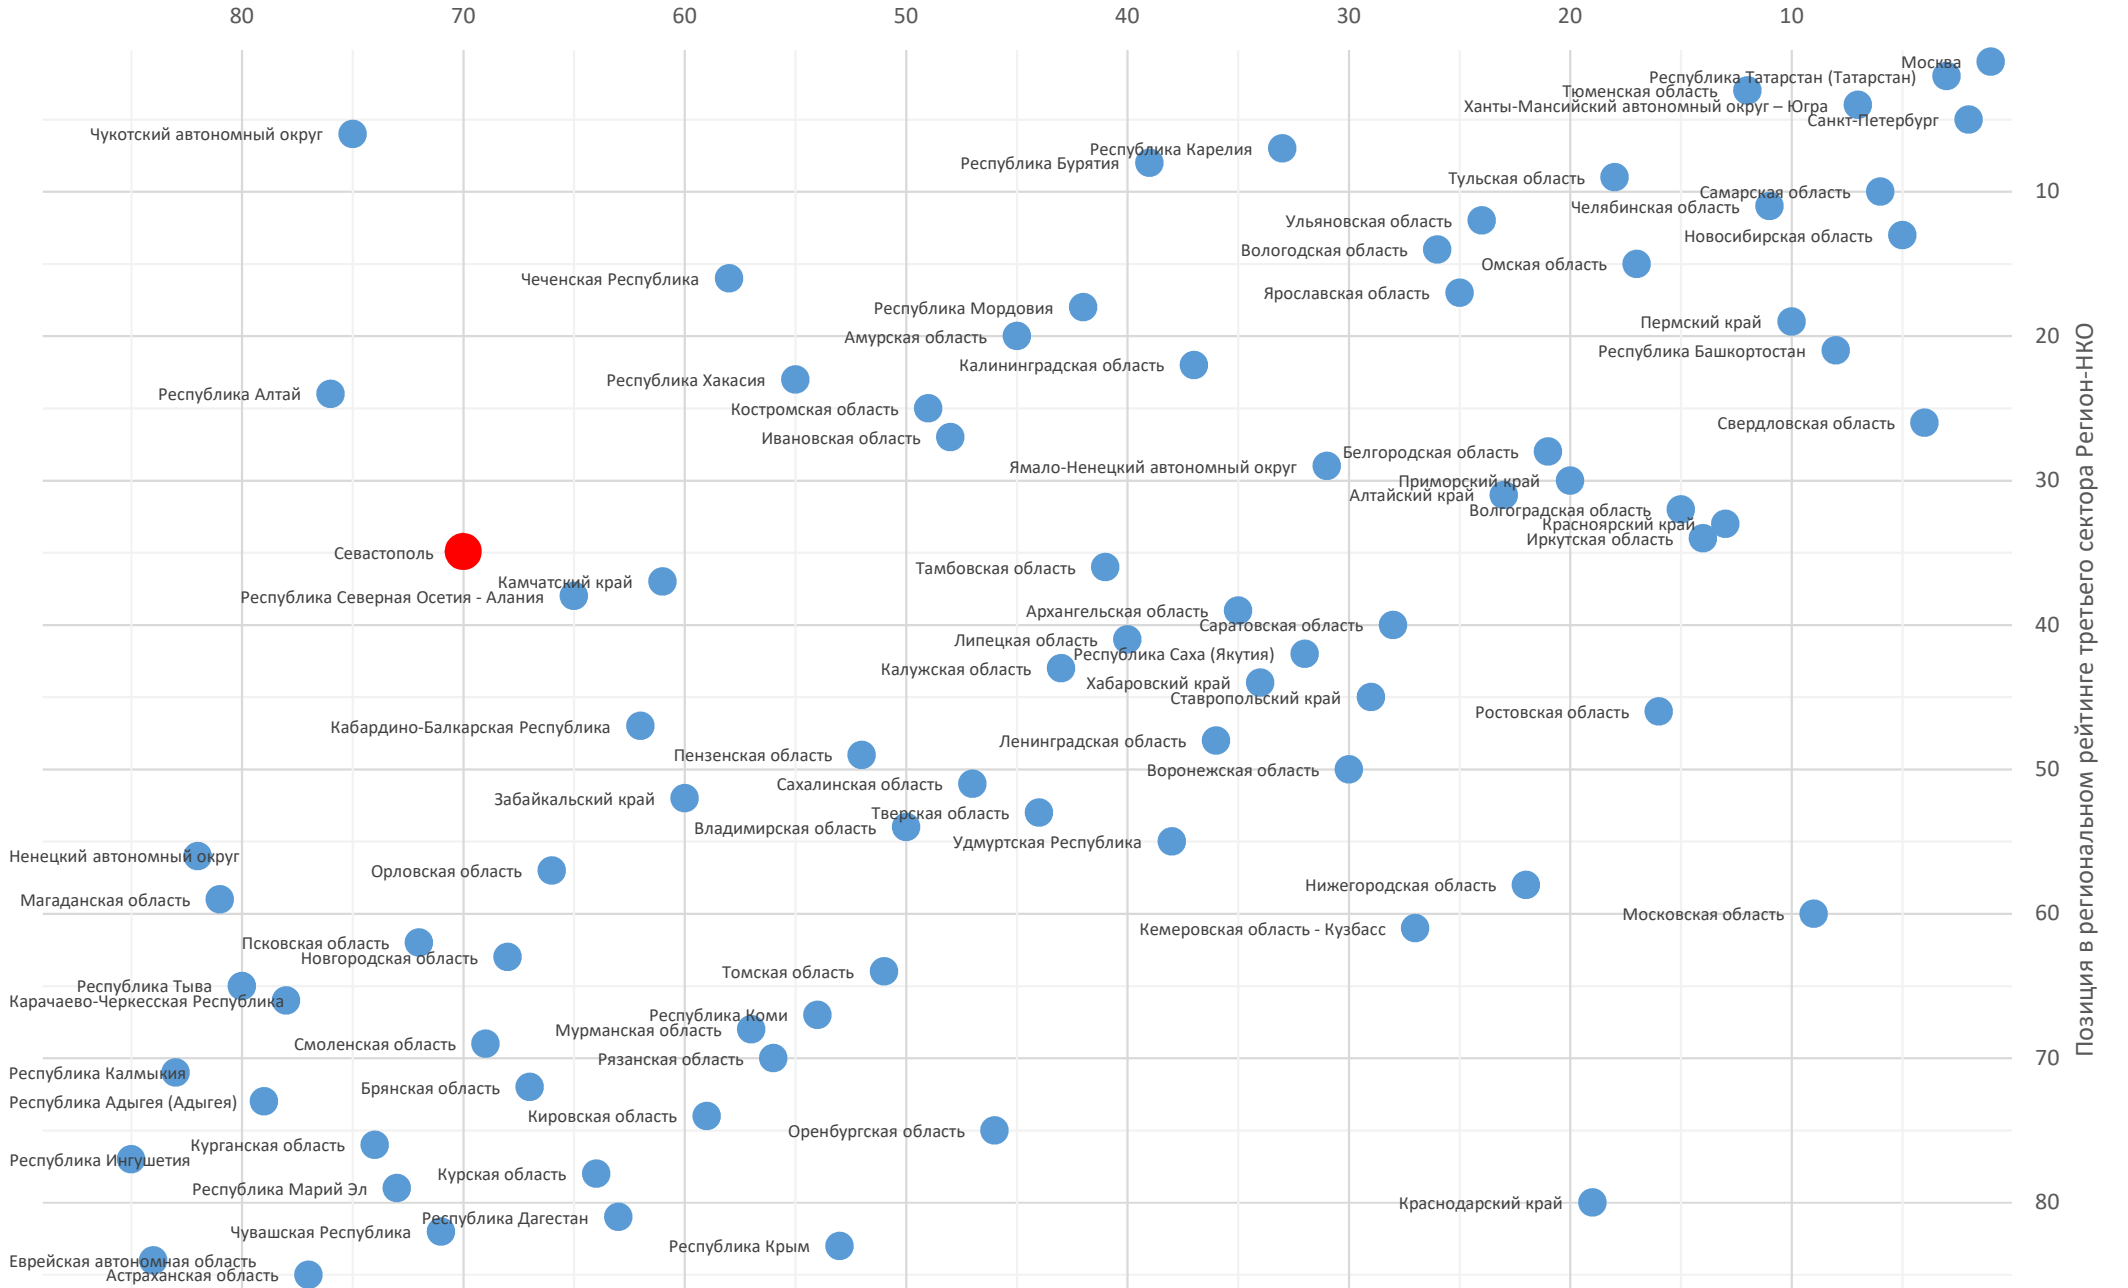 80 70 60 50 40 30 20 10
Москва
Республика Татарстан (Татарстан)
Тюменская область
Ханты-Мансийский автономный округ – Югра
Санкт-Петербург
Чукотский автономный округ
Республика Карелия
Республика Бурятия
Тульская область
Самарская область
10
Челябинская область
Ульяновская область
Новосибирская область
Вологодская область
Омская область
Чеченская Республика
Ярославская область
Республика Мордовия
Пермский край
Амурская область
20
Республика Башкортостан
Калининградская область
Республика Хакасия
Республика Алтай
Костромская область
Свердловская область
Ивановская область
Белгородская область
Ямало-Ненецкий автономный округ
Приморский край
30
Алтайский край
Волгоградская область
Красноярский край
Иркутская область
Севастополь
Тамбовская область
Камчатский край
Республика Северная Осетия - Алания
Архангельская область
Саратовская область
40
Липецкая область
Республика Саха (Якутия)
Калужская область
Хабаровский край
Ставропольский край
Ростовская область
Кабардино-Балкарская Республика
Ленинградская область
Пензенская область
Воронежская область
50
Сахалинская область
Забайкальский край
Тверская область
Владимирская область
Удмуртская Республика
Ненецкий автономный округ
Орловская область
Нижегородская область
Магаданская область
Московская область
60
Кемеровская область - Кузбасс
Псковская область
Новгородская область
Томская область
Республика Тыва
Карачаево-Черкесская Республика
Республика Коми
Мурманская область
Смоленская область
Рязанская область
70
Республика Калмыкия
Брянская область
Республика Адыгея (Адыгея)
Кировская область
Оренбургская область
Курганская область
Республика Ингушетия
Курская область
Республика Марий Эл
Краснодарский край
80
Республика Дагестан
Чувашская Республика
Республика Крым
Еврейская автономная область
Астраханская область
Позиция в региональном рейтинге третьего сектора Регион-НКО